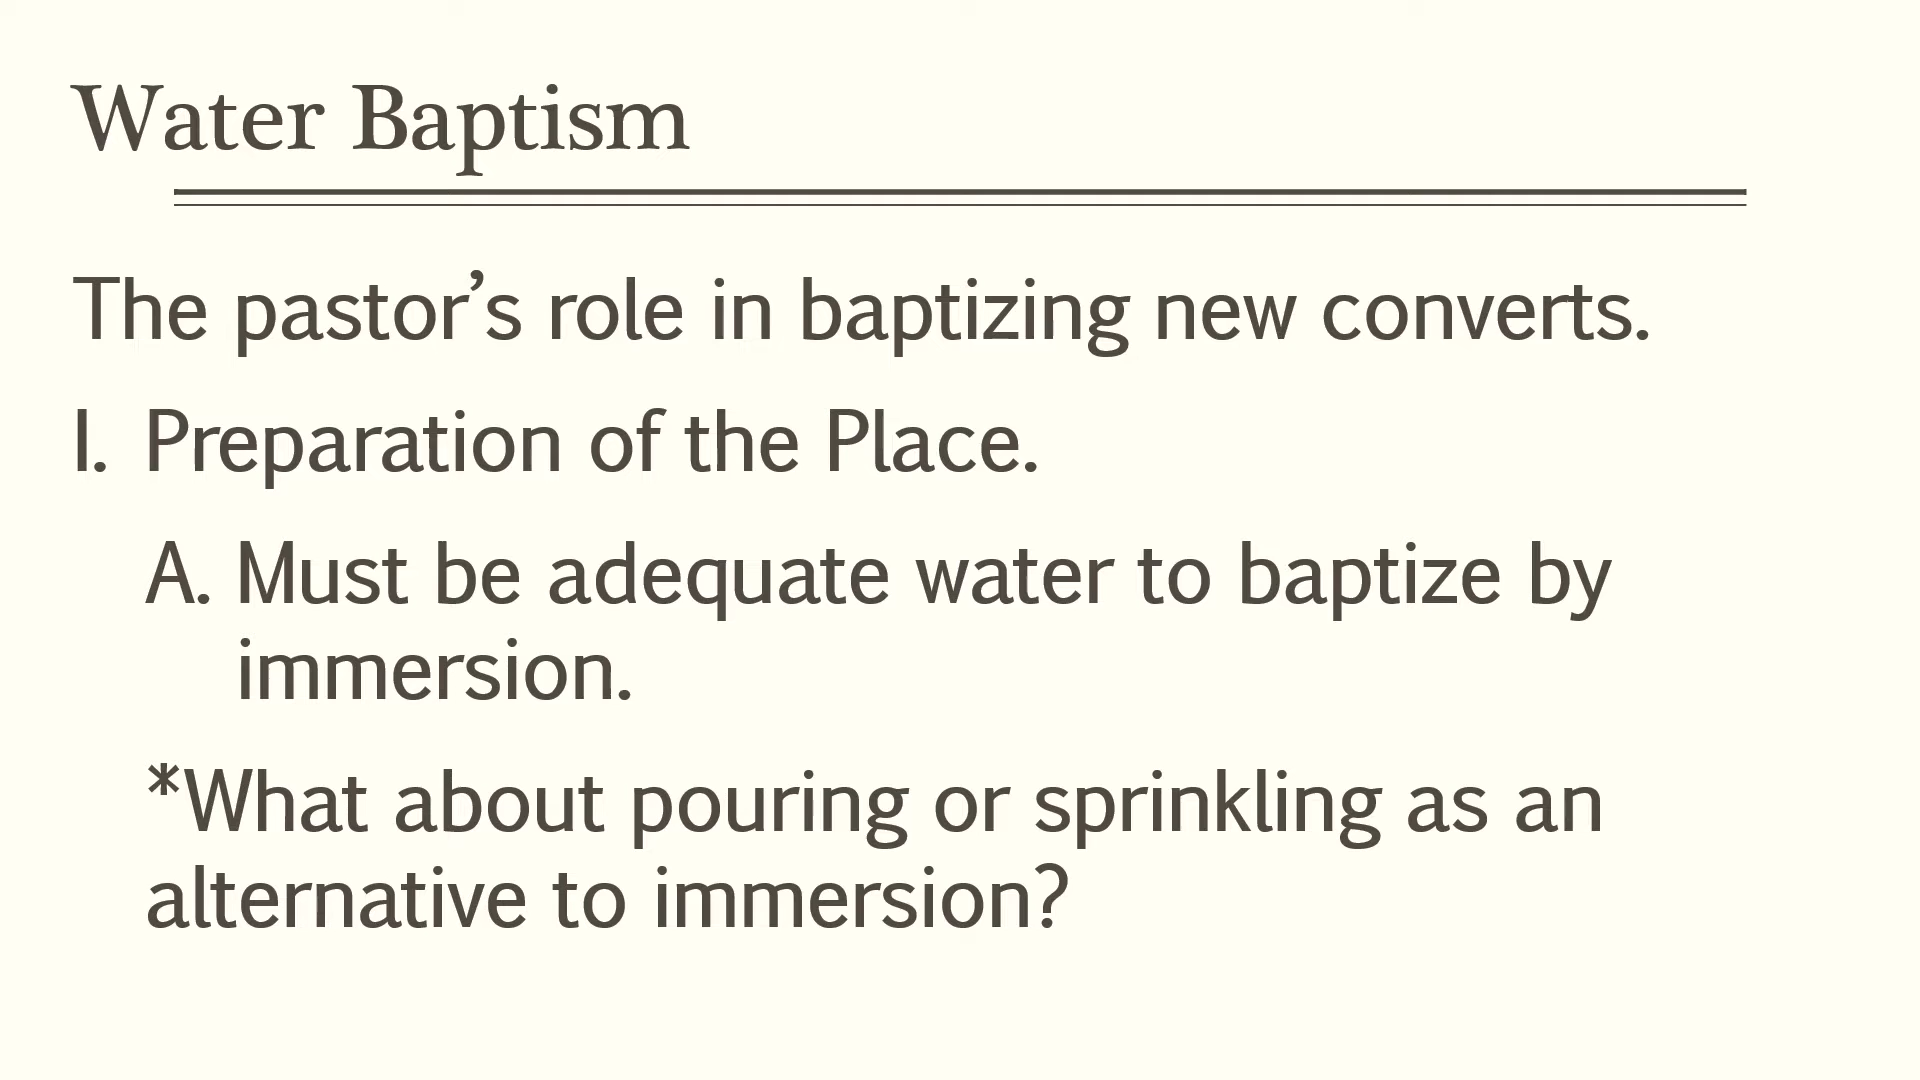 Water Baptism
The pastor’s role in baptizing new converts.
I. Preparation of the Place.
A. Must be adequate water to baptize by
immersion.
*What about pouring or sprinkling as an
alternative to immersion?